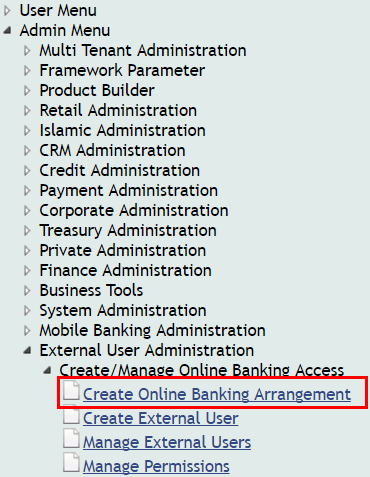 User Menu
Admin Menu
Multi Tenant Administration
Framework Parameter
Product Builder
Retail Administration
Islamic Administration
CRM Administration
Credit Administration
Payment Administration
Corporate Administration
Treasury Administration
Private Administration
Finance Administration
Business Tools
System Administration
Mobile Banking Administration
External User Administration
Create/Manage Online Banking Access
Create Online Banking Arrangement
Create External User
Manage External Users
Manage Permissions